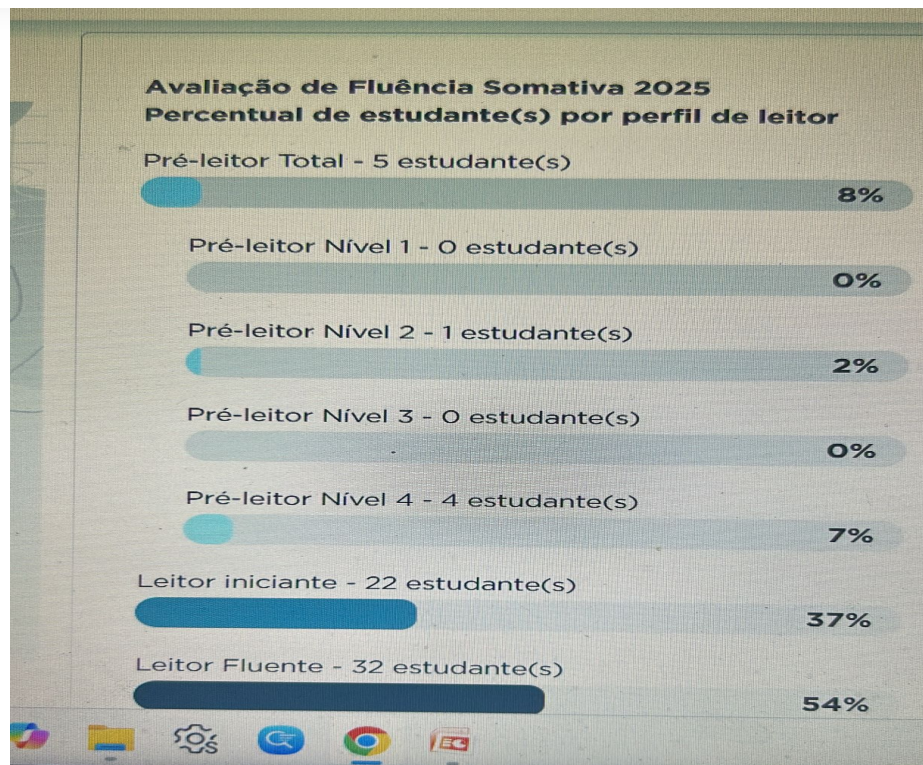 Avaliação de Fluência Somativa 2025
Percentual de estudante(s) por perfil de leitor
Pré-leitor Total - 5 estudante(s)
8%
Pré-leitor Nível 1 - 0 estudante(s)
0%
Pré-leitor Nível 2 - 1 estudante(s)
2%
Pré-leitor Nível 3 - 0 estudante(s)
0%
Pré-leitor Nível 4 - 4 estudante(s)
7%
Leitor iniciante - 22 estudante(s)
37%
Leitor Fluente - 32 estudante(s)
54%